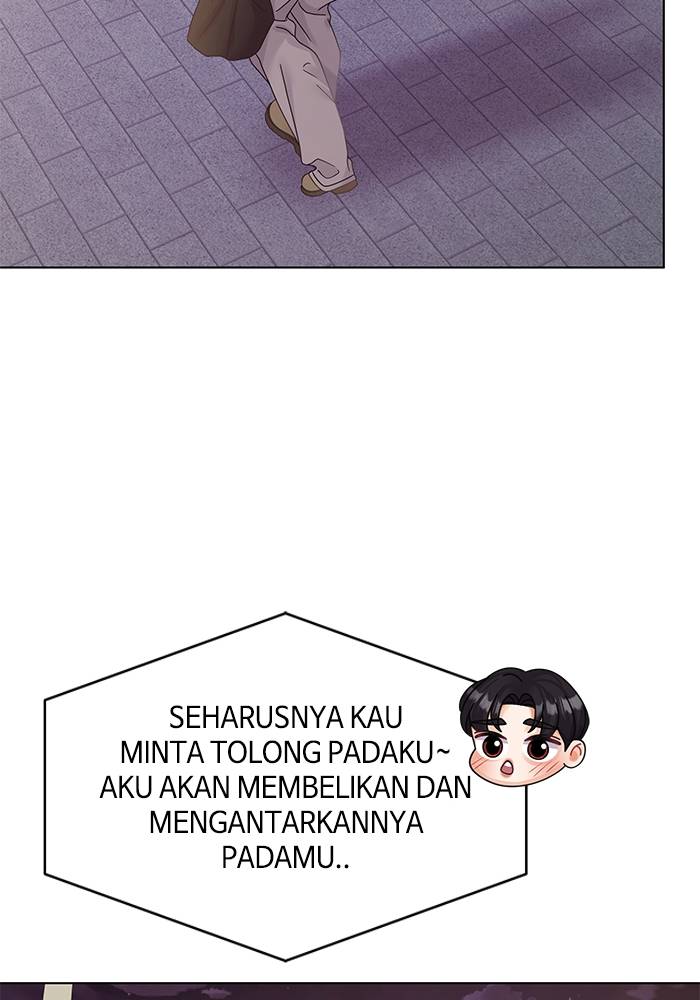 SEHARUSNYA KAU
MINTA TOLONG PADAKU~
AKU AKAN MEMBELIKAN DAN
MENGANTARKANNYA
PADAMU..